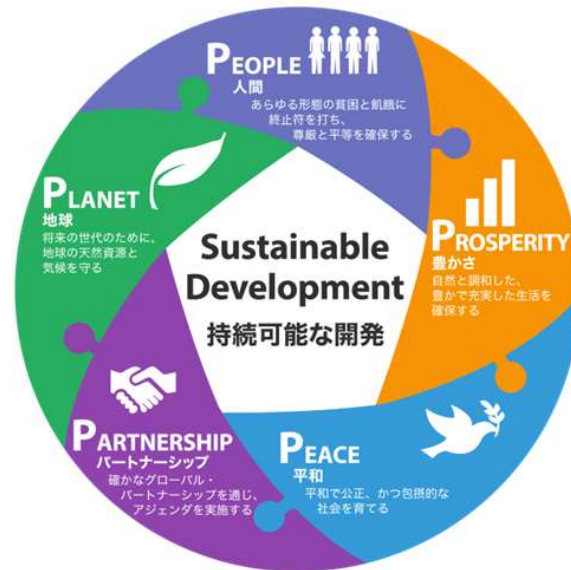 PEOPLE
人間
あらゆる形態の貧困と飢餓に
終止符を打ち、
尊厳と平等を確保する
PROSPERITY
豊かさ
自然と調和した、
豊かで充実した生活を
確保する
PEACE
平和
平和で公正、かつ包摂的な
社会を育てる
PARTNERSHIP
パートナーシップ
確かなグローバル・
パートナーシップを通じ、
アジェンダを実施する
PLANET
地球
将来の世代のために、
地球の天然資源と
気候を守る
Sustainable
Development
持続可能な開発